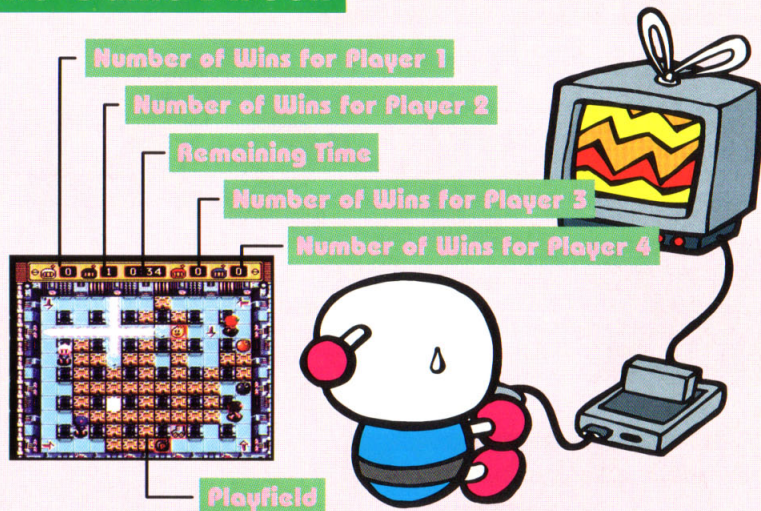 Number of Wins for Player 1
Number of Wins for Player 2
Remaining Time
Number of Wins for Player 3
Number of Wins for Player 4
0 1 0:34 0 0
Playfield